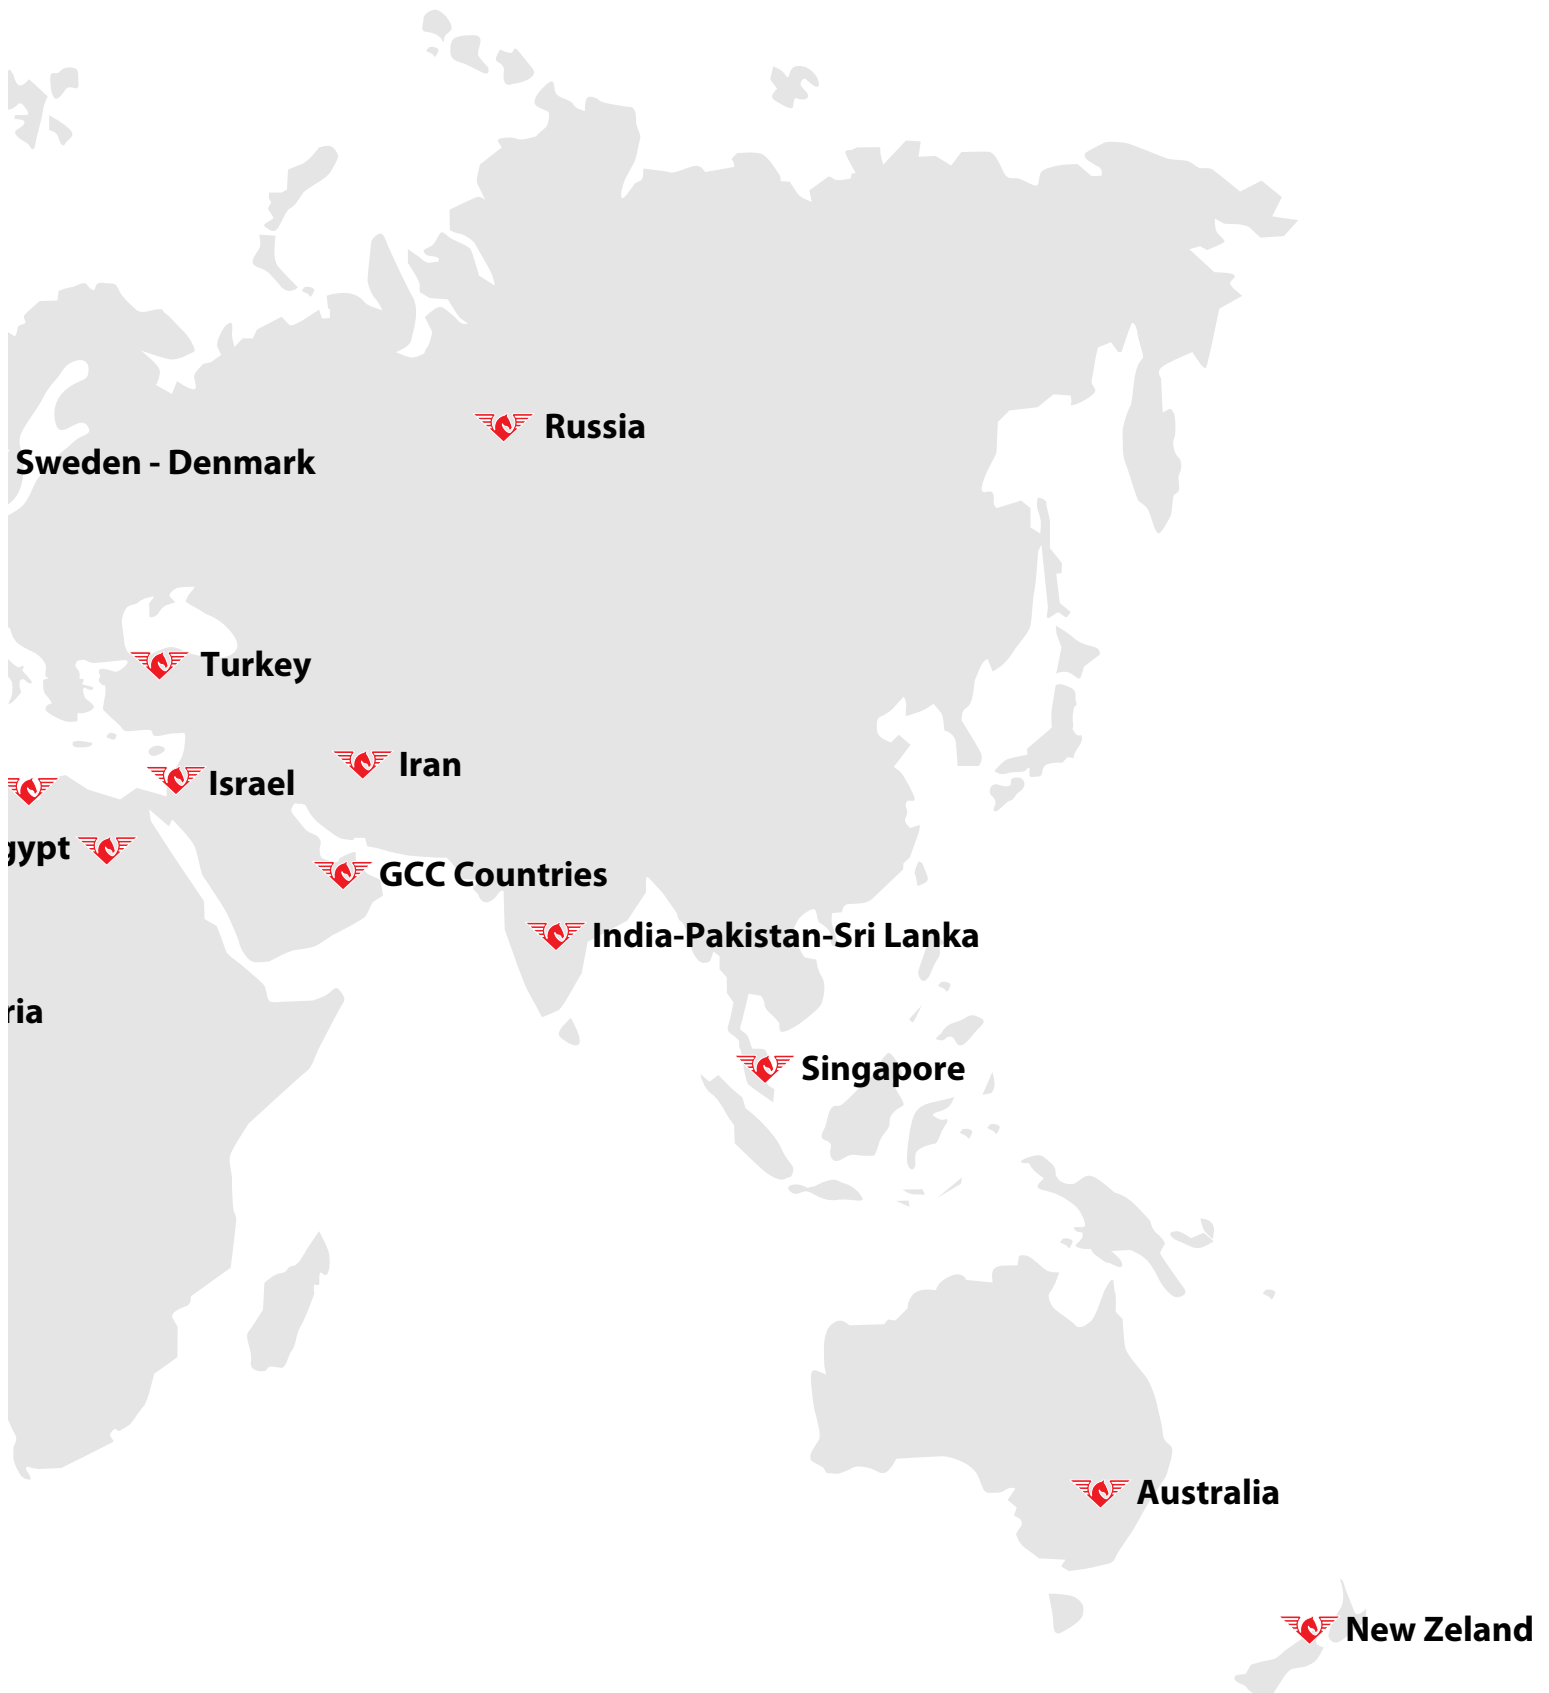 Russia
Sweden - Denmark
Turkey
Iran
Israel
gypt
GCC Countries
India-Pakistan-Sri Lanka
ria
Singapore
Australia
New Zeland